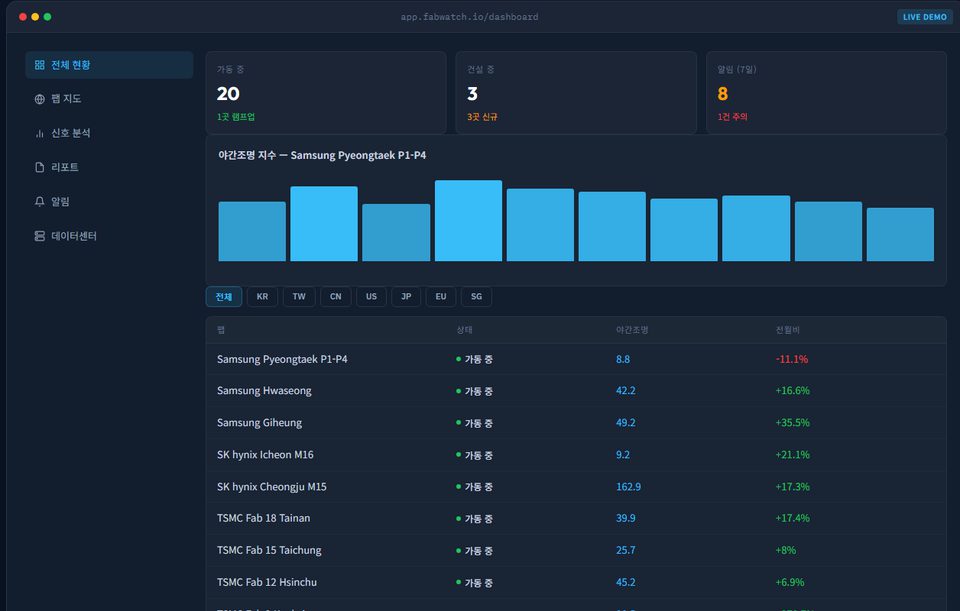 app.fabwatch.io/dashboard
LIVE DEMO
전체 현황
팹 지도
신호 분석
리포트
알림
데이터센터
가동 중
20
1곳 램프업
건설 중
3
3곳 신규
알림 (7일)
8
1건 주의
야간조명 지수 — Samsung Pyeongtaek P1-P4
전체 KR TW CN US JP EU SG
팹 상태 야간조명 전월비
Samsung Pyeongtaek P1-P4 가동 중 8.8 -11.1%
Samsung Hwaseong 가동 중 42.2 +16.6%
Samsung Giheung 가동 중 49.2 +35.5%
SK hynix Icheon M16 가동 중 9.2 +21.1%
SK hynix Cheongju M15 가동 중 162.9 +17.3%
TSMC Fab 18 Tainan 가동 중 39.9 +17.4%
TSMC Fab 15 Taichung 가동 중 25.7 +8%
TSMC Fab 12 Hsinchu 가동 중 45.2 +6.9%